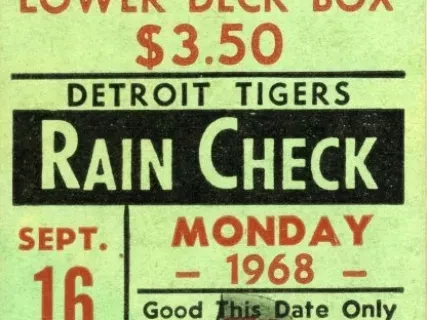 LOWER DECK BOX
$3.50
DETROIT TIGERS
RAIN CHECK
SEPT.
16
MONDAY
- 1968 -
Good This Date Only